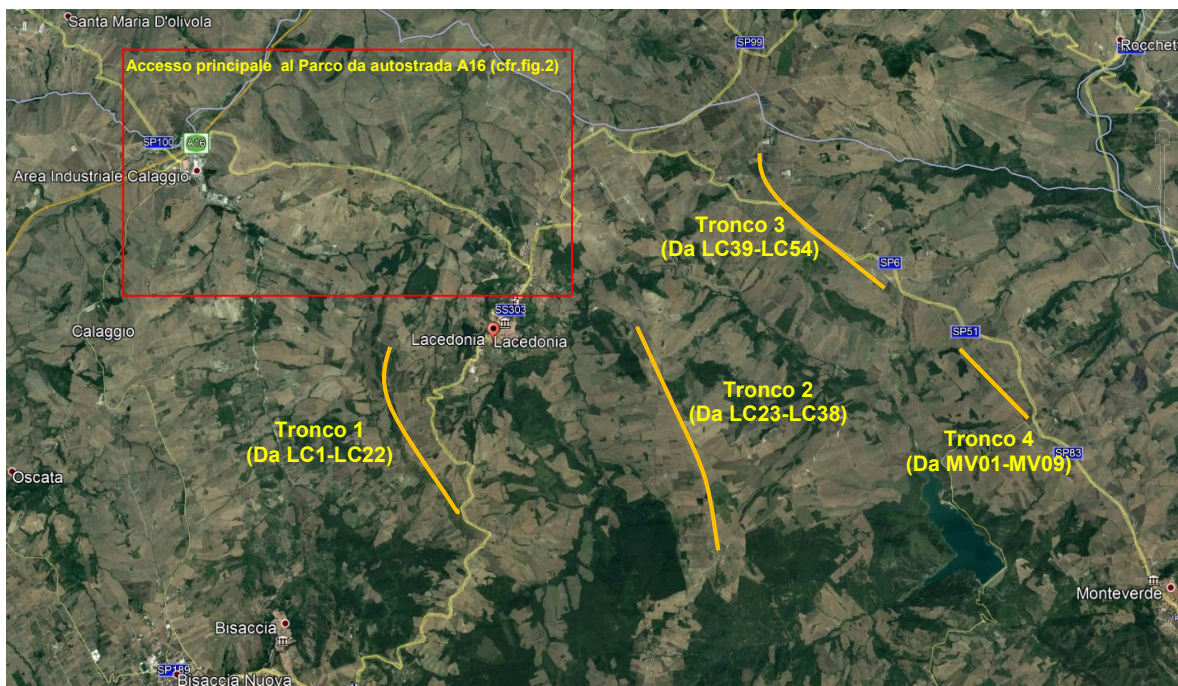 Santa Maria D'olivola
SP99
Rocchett
Accesso principale al Parco da autostrada A16 (cfr.fig.2)
SP100
A16
Area Industriale Calaggio
Tronco 3
(Da LC39-LC54)
SP6
SS303
Calaggio
Lacedonia
Lacedonia
SP51
Tronco 2
(Da LC23-LC38)
Tronco 1
(Da LC1-LC22)
Tronco 4
(Da MV01-MV09)
SP83
Oscata
Monteverde
Bisaccia
SP189
Bisaccia Nuova